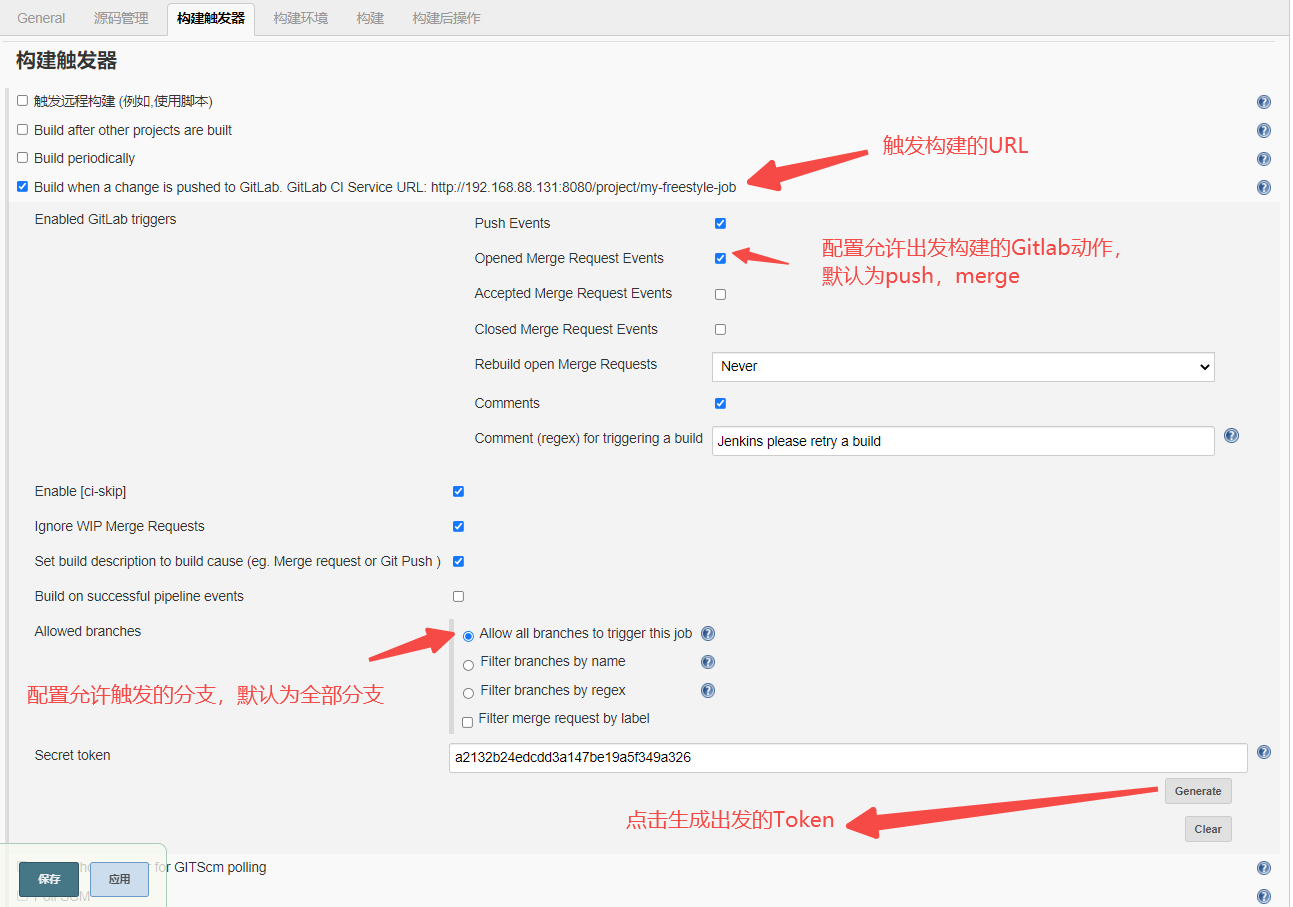 General 源码管理 构建触发器 构建环境 构建 构建后操作
构建触发器
触发远程构建 (例如,使用脚本)
Build after other projects are built
触发构建的URL
Build periodically
Build when a change is pushed to GitLab. GitLab CI Service URL: http://192.168.88.131:8080/project/my-freestyle-job
Enabled GitLab triggers
Push Events
配置允许出发构建的Gitlab动作，
默认为push，merge
Opened Merge Request Events
Accepted Merge Request Events
Closed Merge Request Events
Rebuild open Merge Requests
Never
Comments
Comment (regex) for triggering a build
Jenkins please retry a build
Enable [ci-skip]
Ignore WIP Merge Requests
Set build description to build cause (eg. Merge request or Git Push )
Build on successful pipeline events
Allowed branches
Allow all branches to trigger this job
Filter branches by name
Filter branches by regex
Filter merge request by label
配置允许触发的分支，默认为全部分支
Secret token
a2132b24edcdd3a147be19a5f349a326
Generate
点击生成出发的Token
Clear
for GITScm polling
保存 应用